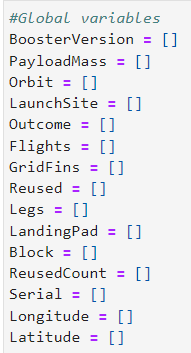 #Global variables
BoosterVersion = []
PayloadMass = []
Orbit = []
LaunchSite = []
Outcome = []
Flights = []
GridFins = []
Reused = []
Legs = []
LandingPad = []
Block = []
ReusedCount = []
Serial = []
Longitude = []
Latitude = []